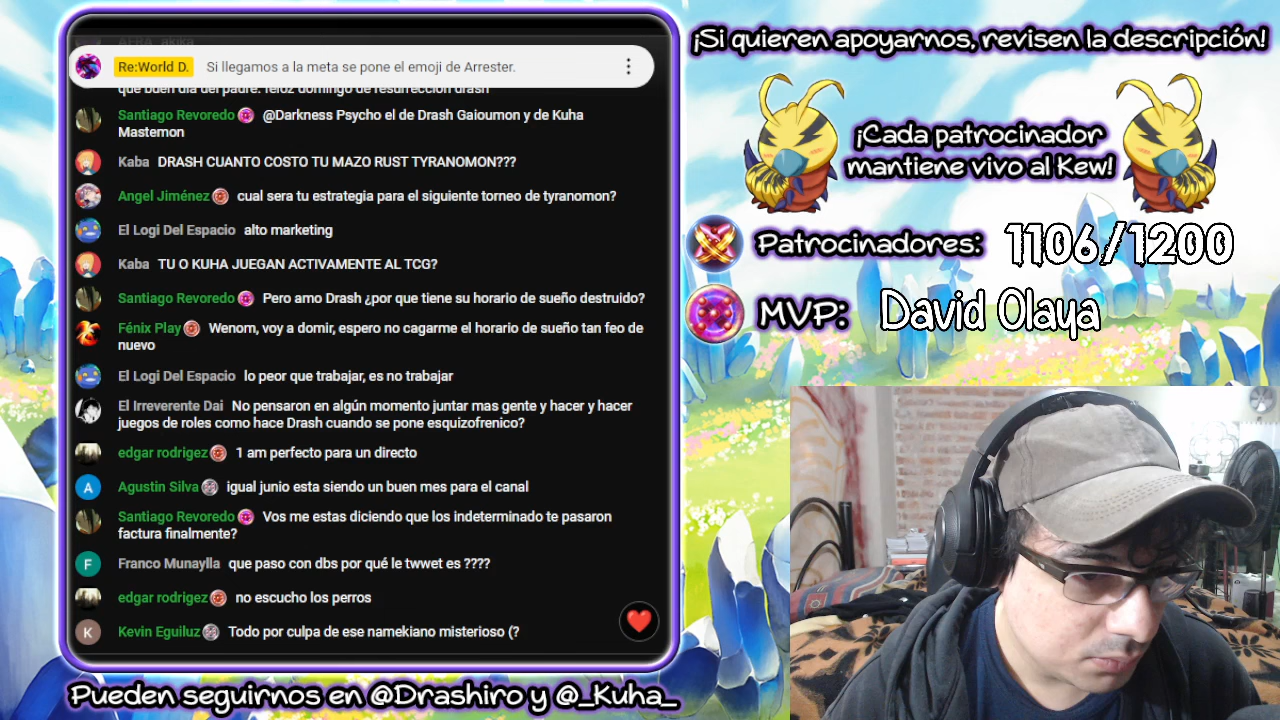 ¡Si quieren apoyarnos, revisen la descripción!
Re:World D. Si llegamos a la meta se pone el emoji de Arrester.
que buen dia del padre. feloz domingo de resurreccion drash
Santiago Revoredo @Darkness Psycho el de Drash Gaioumon y de Kuha
Mastemon
Kaba DRASH CUANTO COSTO TU MAZO RUST TYRANOMON???
Angel Jiménez cual sera tu estrategia para el siguiente torneo de tyranomon?
El Logi Del Espacio alto marketing
Kaba TU O KUHA JUEGAN ACTIVAMENTE AL TCG?
Santiago Revoredo Pero amo Drash ¿por que tiene su horario de sueño destruido?
Fénix Play Wenom, voy a domir, espero no cagarme el horario de sueño tan feo de
nuevo
El Logi Del Espacio lo peor que trabajar, es no trabajar
El Irreverente Dai No pensaron en algún momento juntar mas gente y hacer y hacer
juegos de roles como hace Drash cuando se pone esquizofrenico?
edgar rodrigez 1 am perfecto para un directo
A Agustin Silva igual junio esta siendo un buen mes para el canal
Santiago Revoredo Vos me estas diciendo que los indeterminado te pasaron
factura finalmente?
F Franco Munaylla que paso con dbs por qué le twwet es ????
edgar rodrigez no escucho los perros
K Kevin Eguiluz Todo por culpa de ese namekiano misterioso (?
¡Cada patrocinador
mantiene vivo al Kew!
Patrocinadores: 1106/1200
MVP: David Olaya
Pueden seguirnos en @Drashiro y @_Kuha_